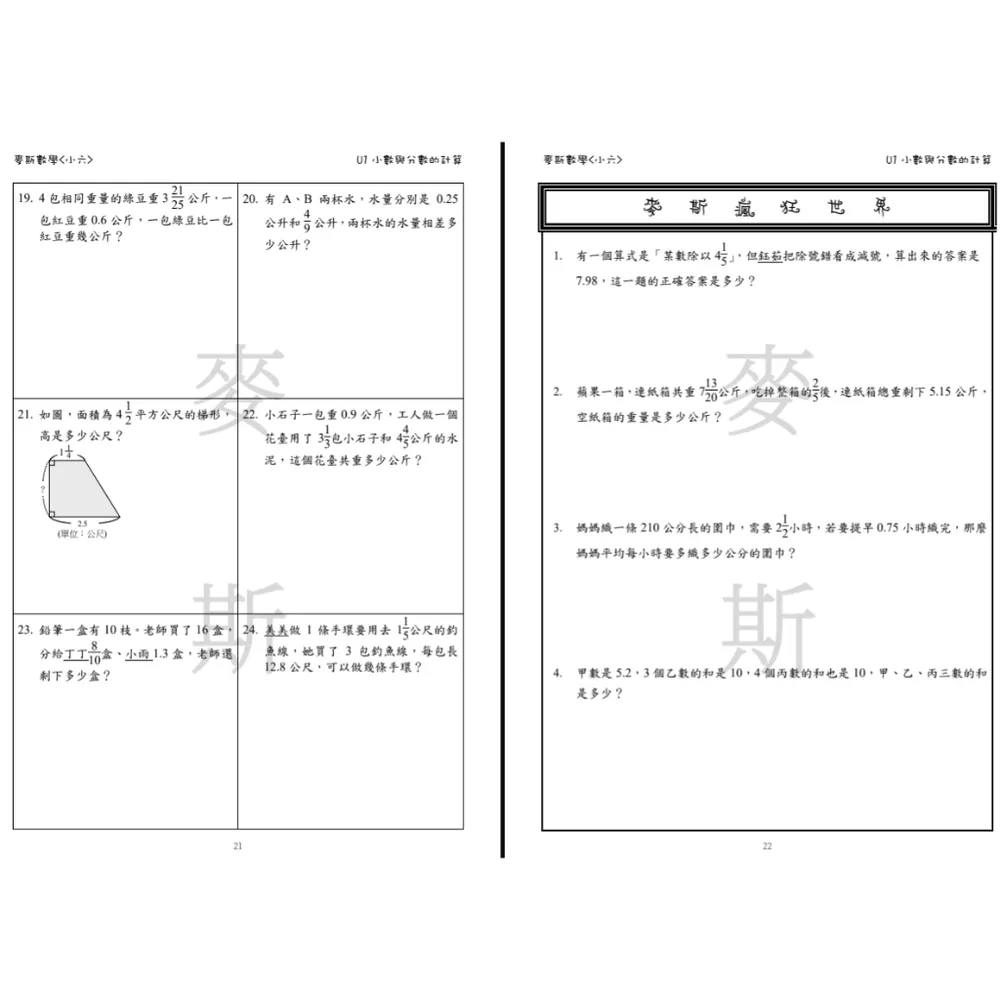 麥斯數學<小六>
U1 小數與分數的計算
19. 4 包相同重量的綠豆重 3 21/25 公斤，一
包紅豆重 0.6 公斤，一包綠豆比一包
紅豆重幾公斤？
20. 有 A、B 兩杯水，水量分別是 0.25
公升和 4/9 公升，兩杯水的水量相差多
少公升？
21. 如圖，面積為 4 1/2 平方公尺的梯形，
高是多少公尺？
1 1/4
?
2.5
(單位：公尺)
22. 小石子一包重 0.9 公斤，工人做一個
花臺用了 3 1/3 包小石子和 4 4/5 公斤的水
泥，這個花臺共重多少公斤？
23. 鉛筆一盒有 10 枝。老師買了 16 盒，
分給丁丁 8/10 盒、小雨 1.3 盒，老師還
剩下多少盒？
24. 美美做 1 條手環要用去 1 1/5 公尺的釣
魚線，她買了 3 包釣魚線，每包長
12.8 公尺，可以做幾條手環？
麥
斯
21
麥斯數學<小六>
U1 小數與分數的計算
麥斯瘋狂世界
1. 有一個算式是「某數除以 4 1/5」，但鈺茹把除號錯看成減號，算出來的答案是
7.98，這一題的正確答案是多少？
2. 蘋果一箱，連紙箱共重 7 13/20 公斤，吃掉整箱的 2/5 後，連紙箱總重剩下 5.15 公斤，
空紙箱的重量是多少公斤？
3. 媽媽織一條 210 公分長的圍巾，需要 2 1/2 小時，若要提早 0.75 小時織完，那麼
媽媽平均每小時要多織多少公分的圍巾？
4. 甲數是 5.2，3 個乙數的和是 10，4 個丙數的和也是 10，甲、乙、丙三數的和
是多少？
麥
斯
22